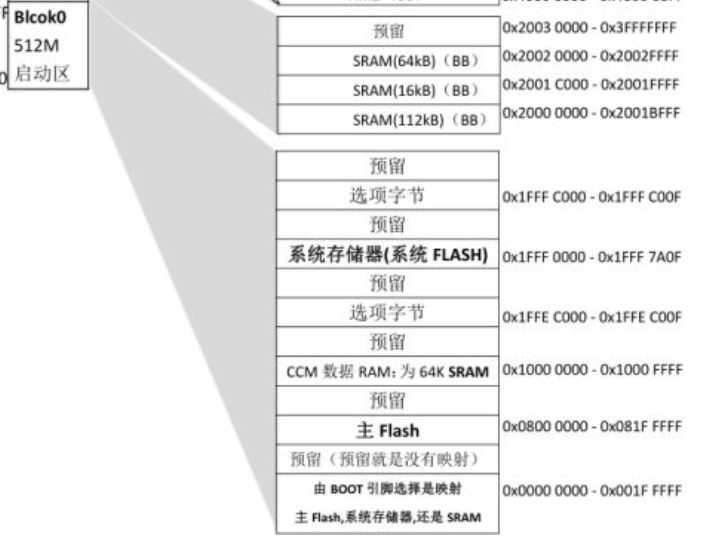 Blcok0
512M
启动区
预留 0x2003 0000 - 0x3FFFFFFF
SRAM(64kB)（BB） 0x2002 0000 - 0x2002FFFF
SRAM(16kB)（BB） 0x2001 C000 - 0x2001FFFF
SRAM(112kB)（BB） 0x2000 0000 - 0x2001BFFF
预留
选项字节 0x1FFF C000 - 0x1FFF C00F
预留
系统存储器(系统 FLASH) 0x1FFF 0000 - 0x1FFF 7A0F
预留
选项字节 0x1FFE C000 - 0x1FFE C00F
预留
CCM 数据 RAM：为 64K SRAM 0x1000 0000 - 0x1000 FFFF
预留
主 Flash 0x0800 0000 - 0x081F FFFF
预留（预留就是没有映射）
由 BOOT 引脚选择是映射 0x0000 0000 - 0x001F FFFF
主 Flash,系统存储器,还是 SRAM